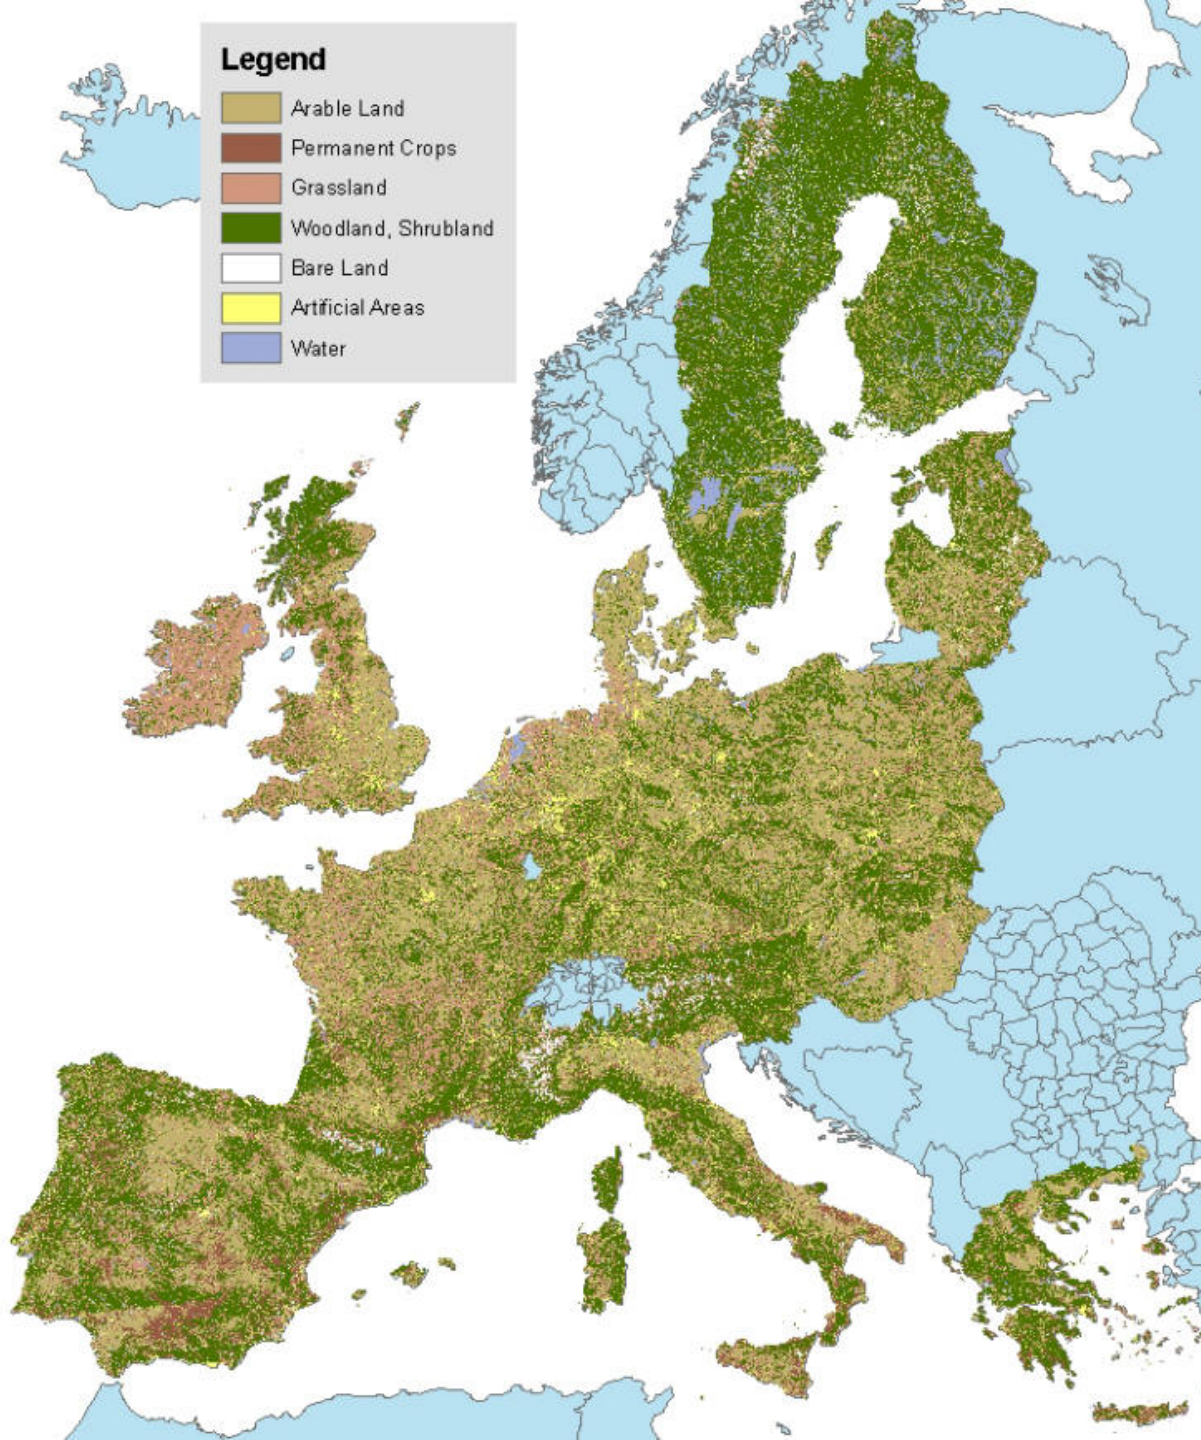 Legend
Arable Land
Permanent Crops
Grassland
Woodland, Shrubland
Bare Land
Artificial Areas
Water